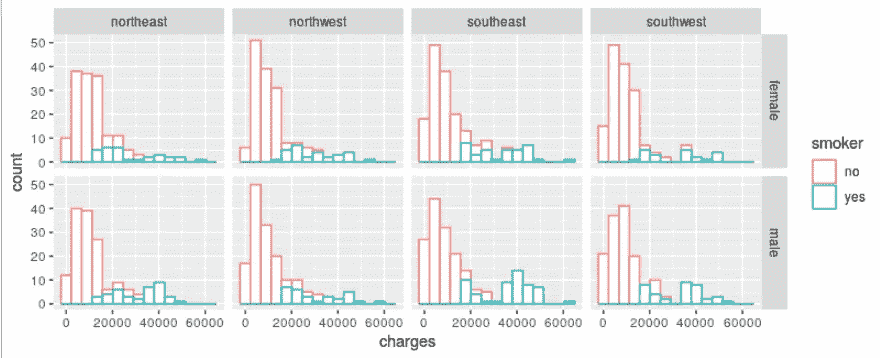 northeast northwest southeast southwest
50
40
30
20
10
0
female
50
40
30
20
10
0
male
count
0 20000 40000 60000 0 20000 40000 60000 0 20000 40000 60000 0 20000 40000 60000
charges
smoker
no
yes